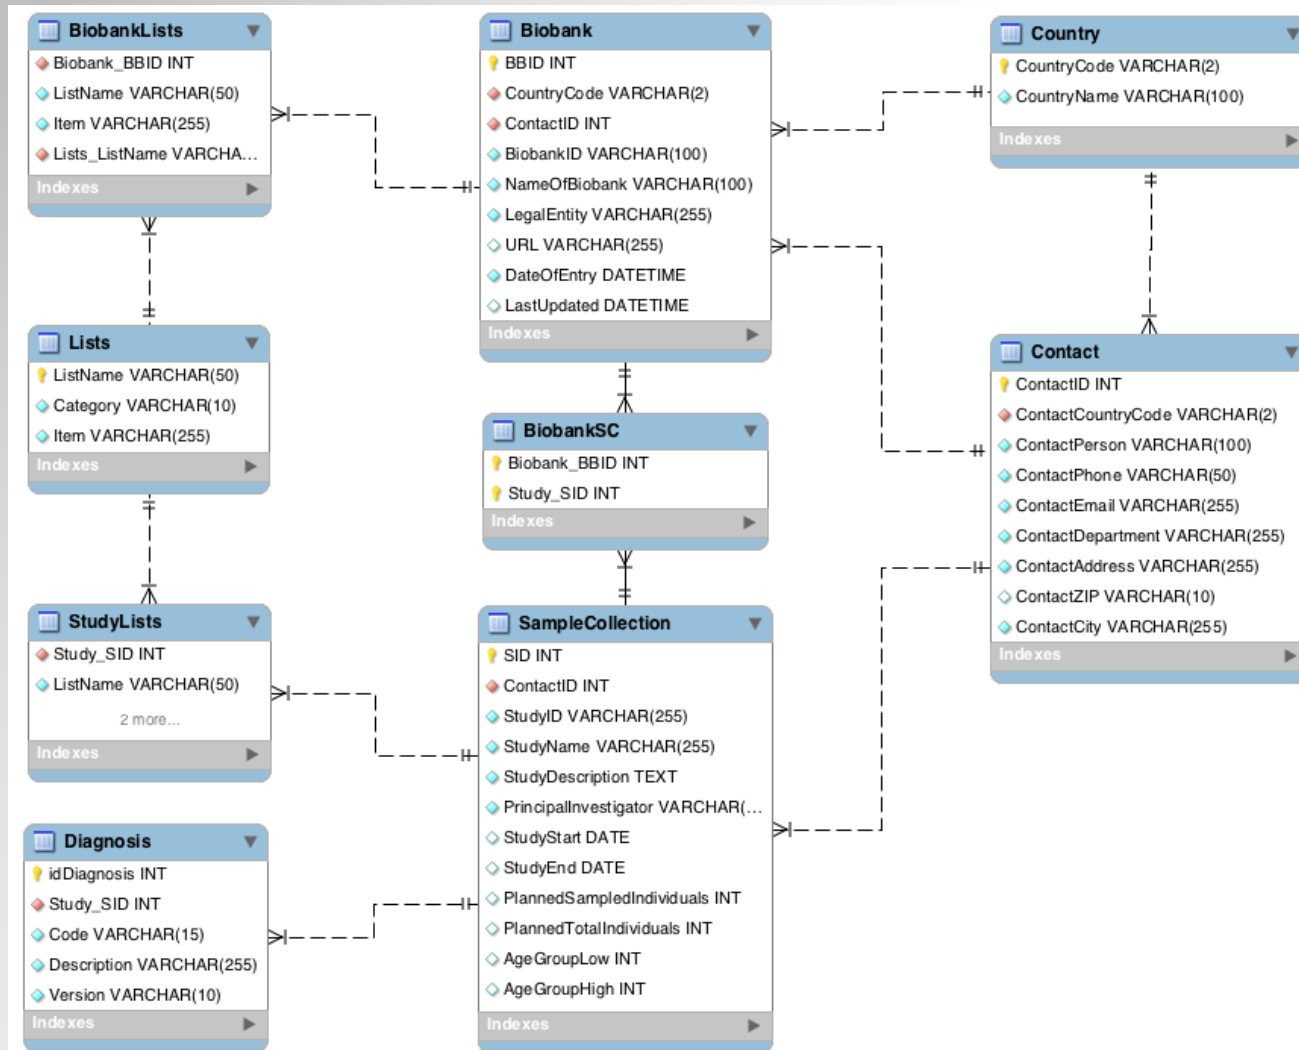 BiobankLists
Biobank_BBID INT
ListName VARCHAR(50)
Item VARCHAR(255)
Lists_ListName VARCHA...
Indexes
Biobank
BBID INT
CountryCode VARCHAR(2)
ContactID INT
BiobankID VARCHAR(100)
NameOfBiobank VARCHAR(100)
LegalEntity VARCHAR(255)
URL VARCHAR(255)
DateOfEntry DATETIME
LastUpdated DATETIME
Indexes
Country
CountryCode VARCHAR(2)
CountryName VARCHAR(100)
Indexes
Lists
ListName VARCHAR(50)
Category VARCHAR(10)
Item VARCHAR(255)
Indexes
BiobankSC
Biobank_BBID INT
Study_SID INT
Indexes
Contact
ContactID INT
ContactCountryCode VARCHAR(2)
ContactPerson VARCHAR(100)
ContactPhone VARCHAR(50)
ContactEmail VARCHAR(255)
ContactDepartment VARCHAR(255)
ContactAddress VARCHAR(255)
ContactZIP VARCHAR(10)
ContactCity VARCHAR(255)
Indexes
StudyLists
Study_SID INT
ListName VARCHAR(50)
2 more...
Indexes
SampleCollection
SID INT
ContactID INT
StudyID VARCHAR(255)
StudyName VARCHAR(255)
StudyDescription TEXT
PrincipalInvestigator VARCHAR(...
StudyStart DATE
StudyEnd DATE
PlannedSampledIndividuals INT
PlannedTotalIndividuals INT
AgeGroupLow INT
AgeGroupHigh INT
Indexes
Diagnosis
idDiagnosis INT
Study_SID INT
Code VARCHAR(15)
Description VARCHAR(255)
Version VARCHAR(10)
Indexes